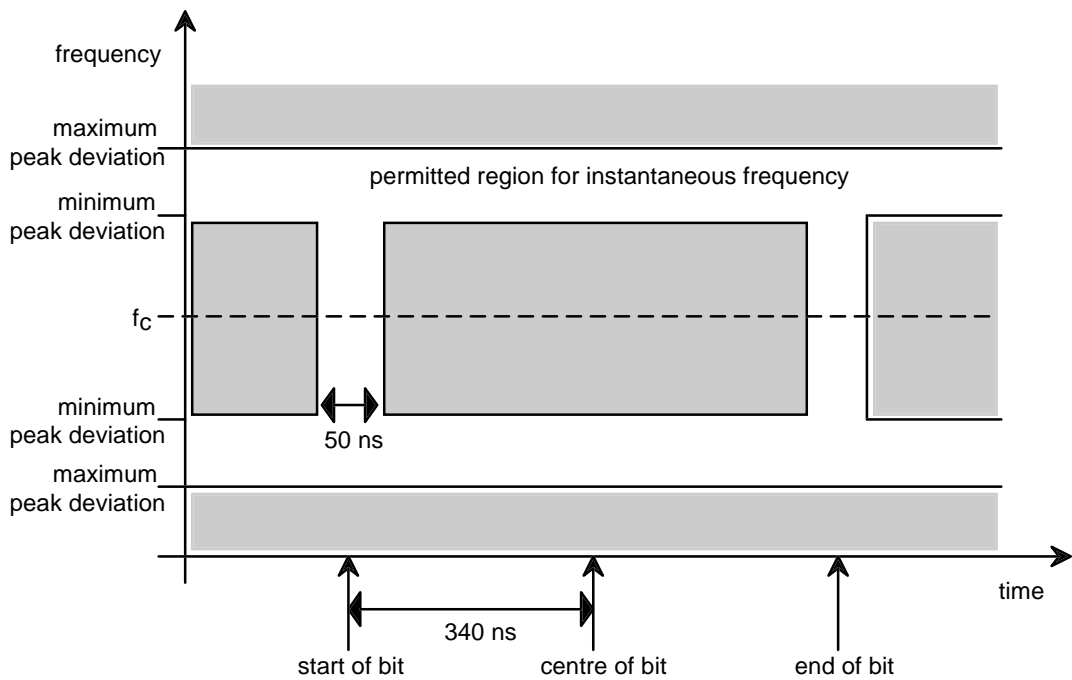 frequency
maximum
peak deviation
permitted region for instantaneous frequency
minimum
peak deviation
fc
minimum
peak deviation
50 ns
maximum
peak deviation
time
340 ns
start of bit
centre of bit
end of bit